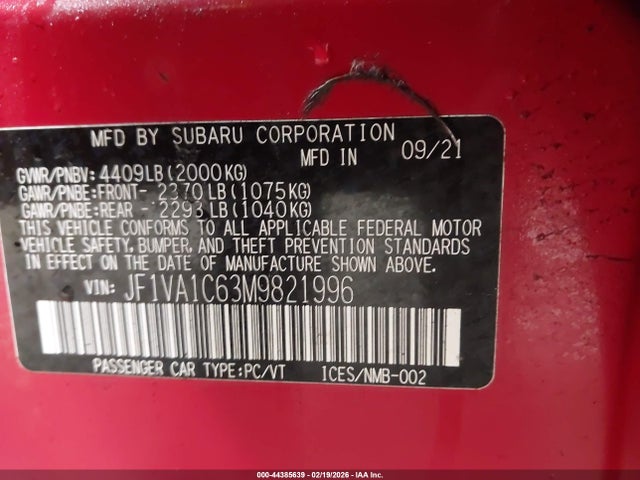 MFD BY SUBARU CORPORATION
MFD IN 09/21
GVWR/PNBV: 4409LB(2000KG)
GAWR/PNBE:FRONT- 2370LB(1075KG)
GAWR/PNBE:REAR - 2293LB(1040KG)
THIS VEHICLE CONFORMS TO ALL APPLICABLE FEDERAL MOTOR
VEHICLE SAFETY, BUMPER, AND THEFT PREVENTION STANDARDS
IN EFFECT ON THE DATE OF MANUFACTURE SHOWN ABOVE.
VIN: JF1VA1C63M9821996
PASSENGER CAR TYPE:PC/VT ICES/NMB-002
000-44385639 - 02/19/2026 - IAA Inc.